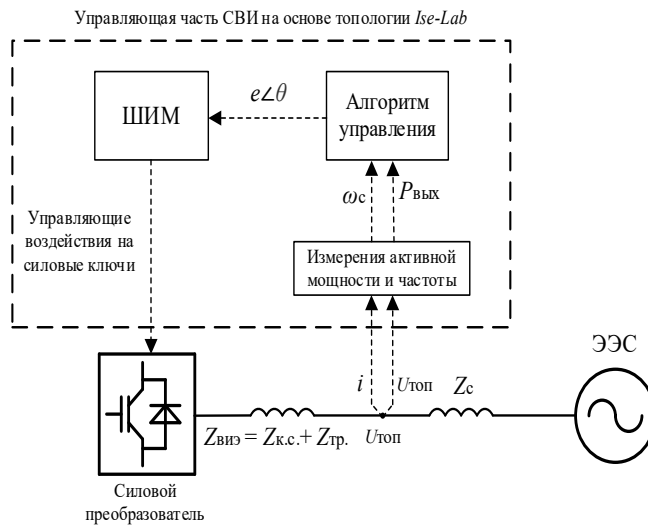 Управляющая часть СВИ на основе топологии Ise-Lab
ШИМ
e∠θ
Алгоритм
управления
ωс
Pвых
Управляющие
воздействия на
силовые ключи
Измерения активной
мощности и частоты
ЭЭС
i
Uтоп
Zс
Zвиэ = Zк.с.+ Zтр.
Uтоп
Силовой
преобразователь